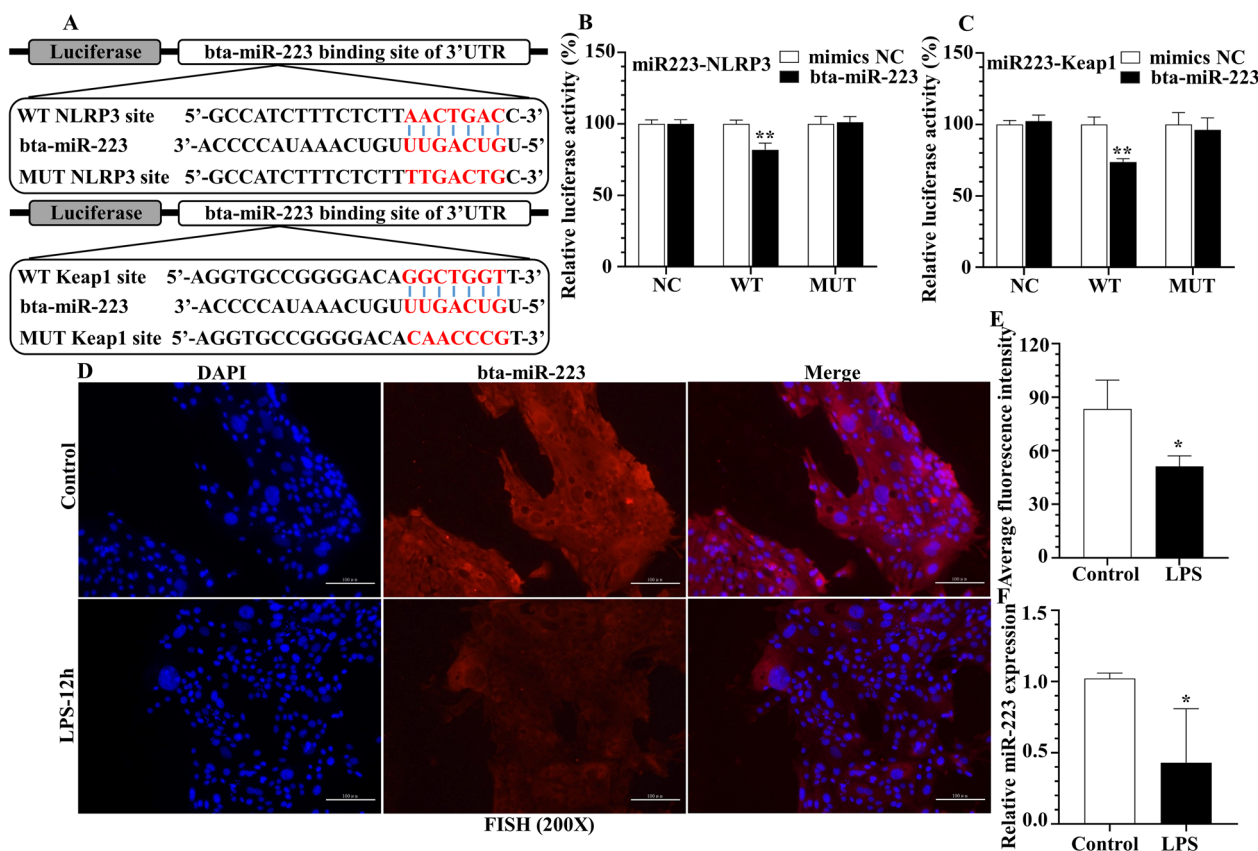 A
Luciferase bta-miR-223 binding site of 3’UTR
WT NLRP3 site 5’-GCCATCTTTCTCTTAACTGACC-3’
bta-miR-223 3’-ACCCCAUAAACUGUUUGACUGU-5’
MUT NLRP3 site 5’-GCCATCTTTCTCTTTTGACTGC-3’
Luciferase bta-miR-223 binding site of 3’UTR
WT Keap1 site 5’-AGGTGCCGGGGACAGGCTGGTT-3’
bta-miR-223 3’-ACCCCAUAAACUGUUUGACUGU-5’
MUT Keap1 site 5’-AGGTGCCGGGGACACAACCCGT-3’
B
Relative luciferase activity (%)
150
100
50
0
miR223-NLRP3
mimics NC
bta-miR-223
**
NC WT MUT
C
Relative luciferase activity (%)
150
100
50
0
miR223-Keap1
mimics NC
bta-miR-223
**
NC WT MUT
D
DAPI bta-miR-223 Merge
Control
LPS-12h
FISH (200X)
E
Average fluorescence intensity
120
90
60
30
0
*
Control LPS
F
Relative miR-223 expression
1.5
1.0
0.5
0.0
*
Control LPS